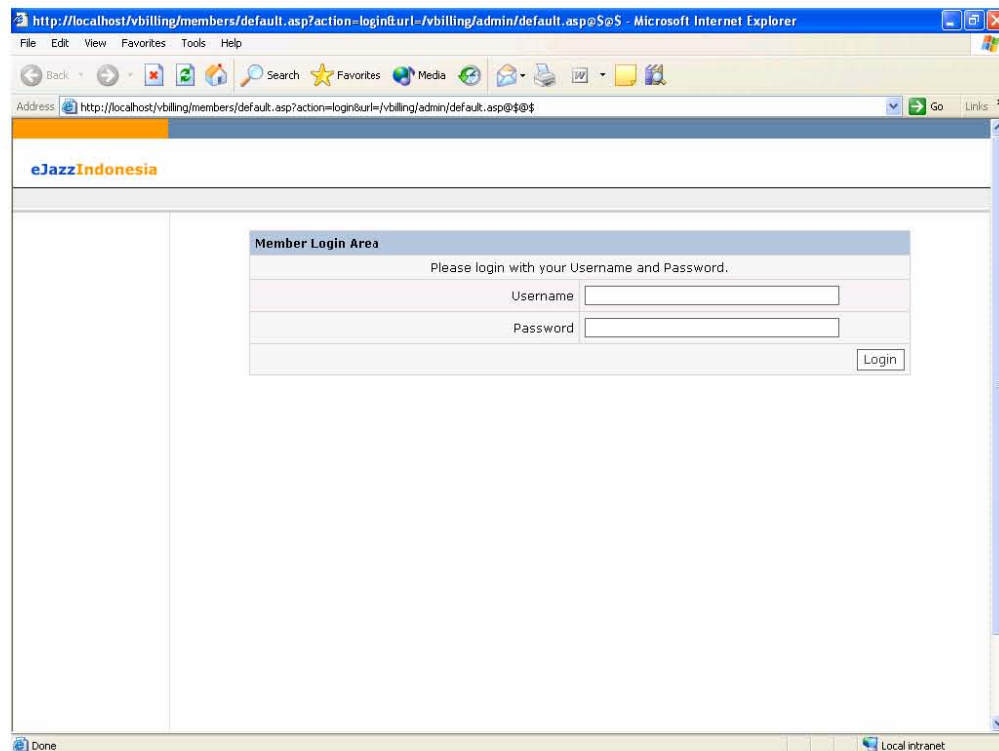 http://localhost/vbilling/members/default.asp?action=login&url=/vbilling/admin/default.asp@$@$ - Microsoft Internet Explorer
File Edit View Favorites Tools Help
Back Search Favorites Media
Address http://localhost/vbilling/members/default.asp?action=login&url=/vbilling/admin/default.asp@$@$ Go Links
eJazzIndonesia
Member Login Area
Please login with your Username and Password.
Username
Password
Login
Done Local intranet